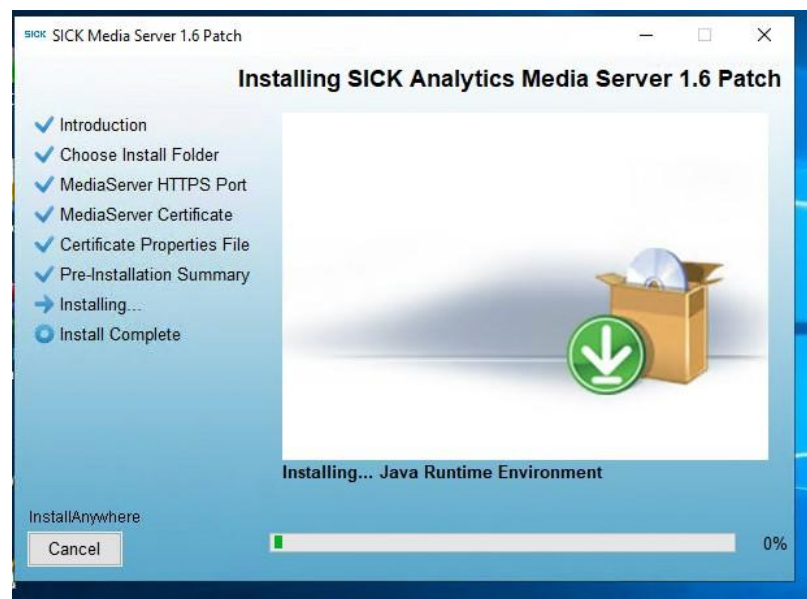 SICK SICK Media Server 1.6 Patch
Installing SICK Analytics Media Server 1.6 Patch
Introduction
Choose Install Folder
MediaServer HTTPS Port
MediaServer Certificate
Certificate Properties File
Pre-Installation Summary
Installing...
Install Complete
Installing... Java Runtime Environment
InstallAnywhere
Cancel
0%